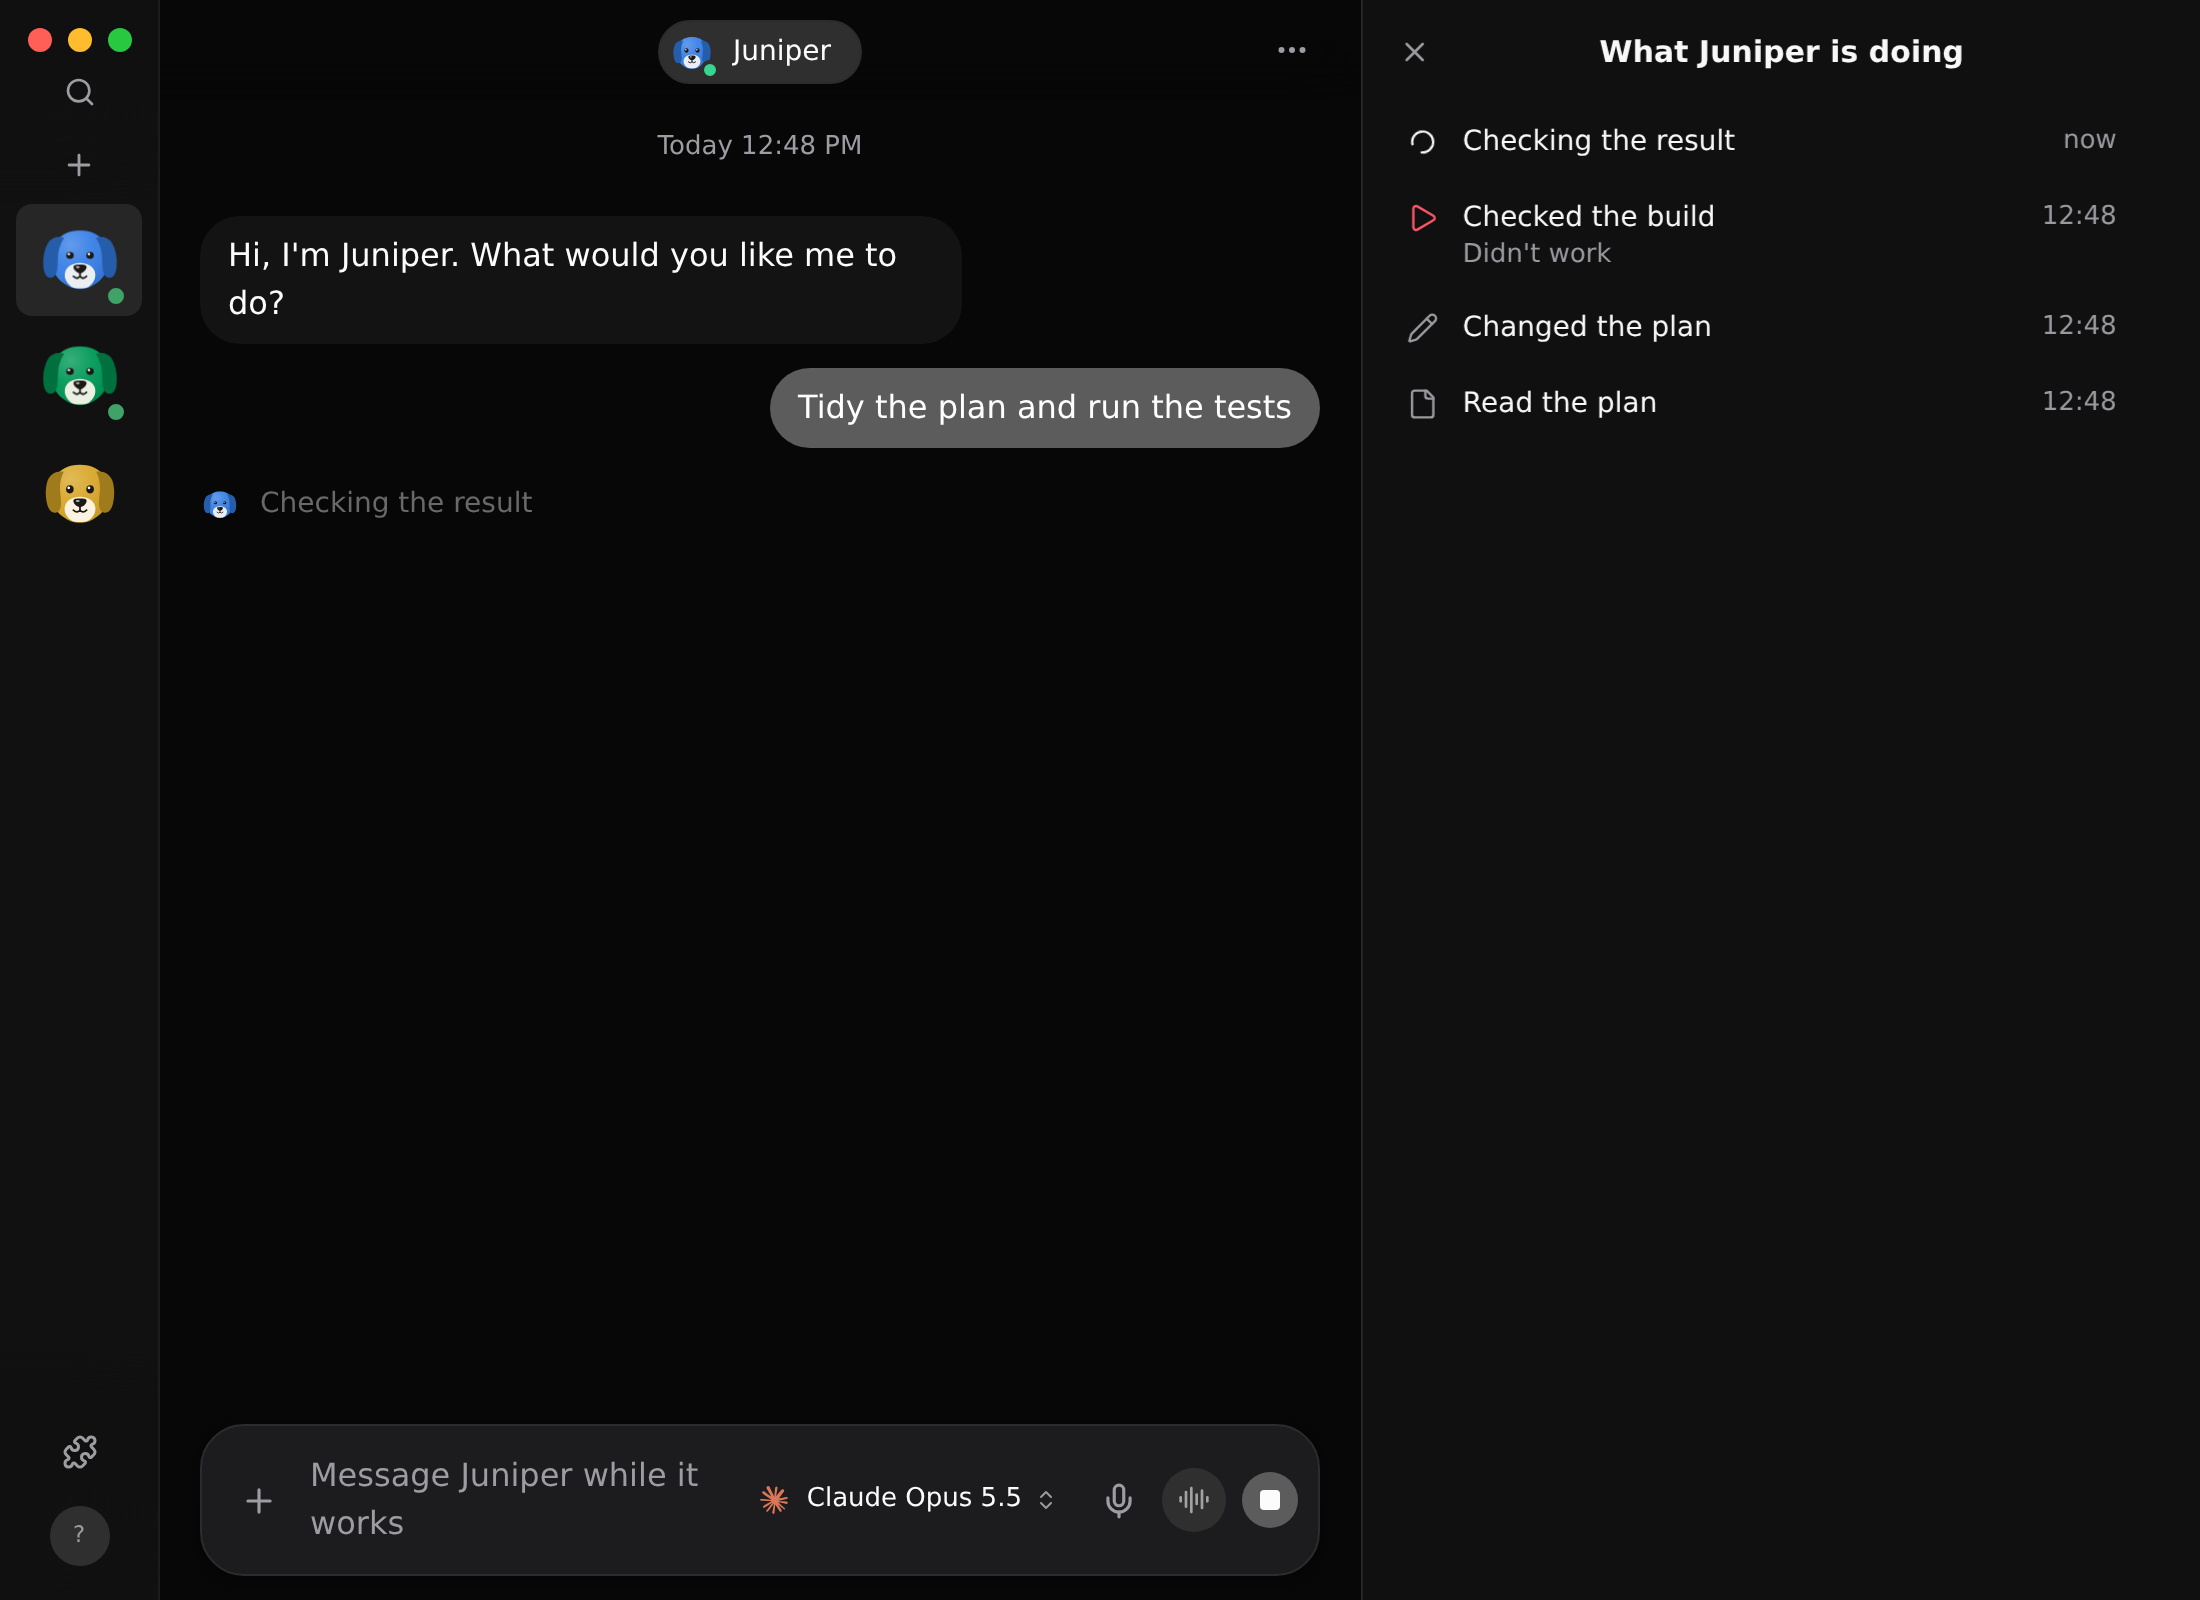 Juniper
Today 12:48 PM
Hi, I'm Juniper. What would you like me to
do?
Tidy the plan and run the tests
Checking the result
Message Juniper while it
works
Claude Opus 5.5
?
What Juniper is doing
Checking the result now
Checked the build 12:48
Didn't work
Changed the plan 12:48
Read the plan 12:48